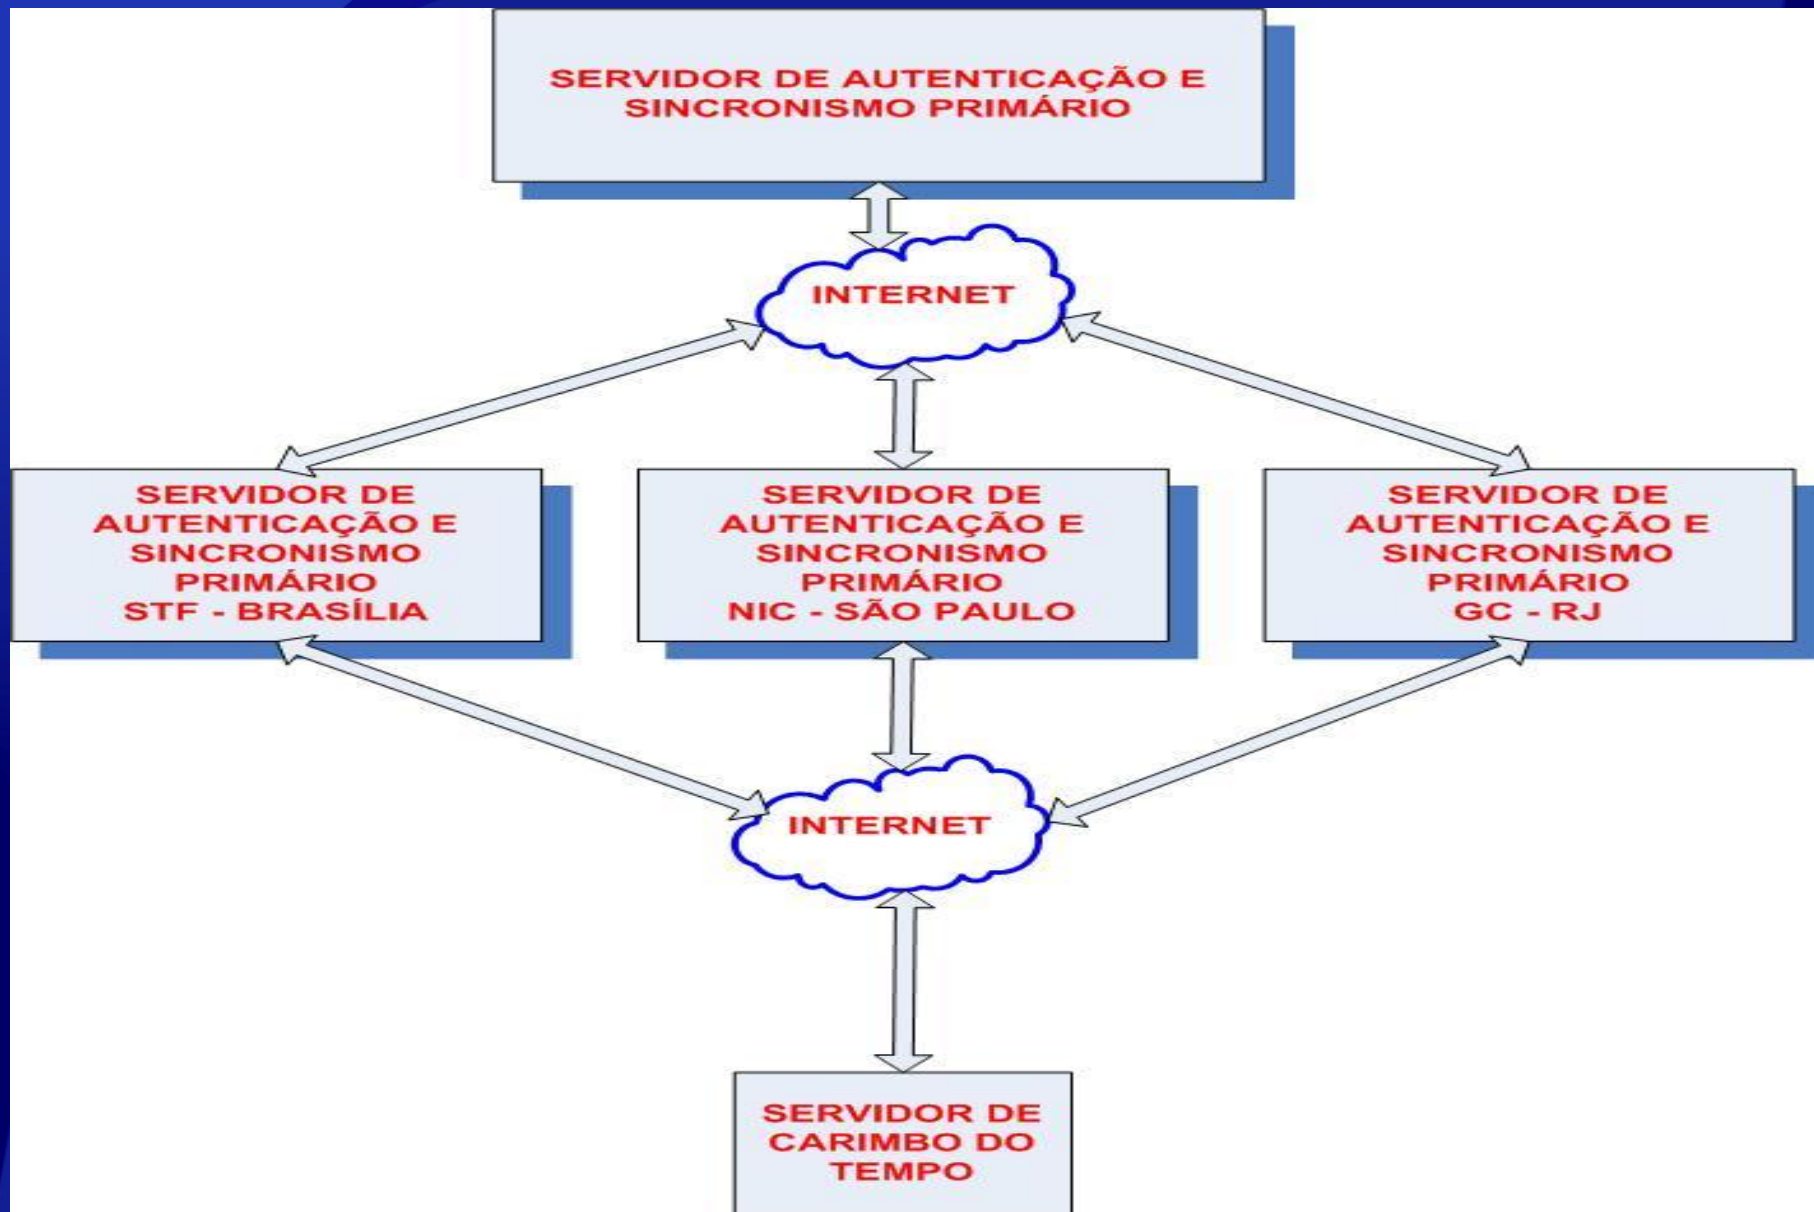 SERVIDOR DE AUTENTICAÇÃO E
SINCRONISMO PRIMÁRIO
INTERNET
SERVIDOR DE
AUTENTICAÇÃO E
SINCRONISMO
PRIMÁRIO
STF - BRASÍLIA
SERVIDOR DE
AUTENTICAÇÃO E
SINCRONISMO
PRIMÁRIO
NIC - SÃO PAULO
SERVIDOR DE
AUTENTICAÇÃO E
SINCRONISMO
PRIMÁRIO
GC - RJ
INTERNET
SERVIDOR DE
CARIMBO DO
TEMPO